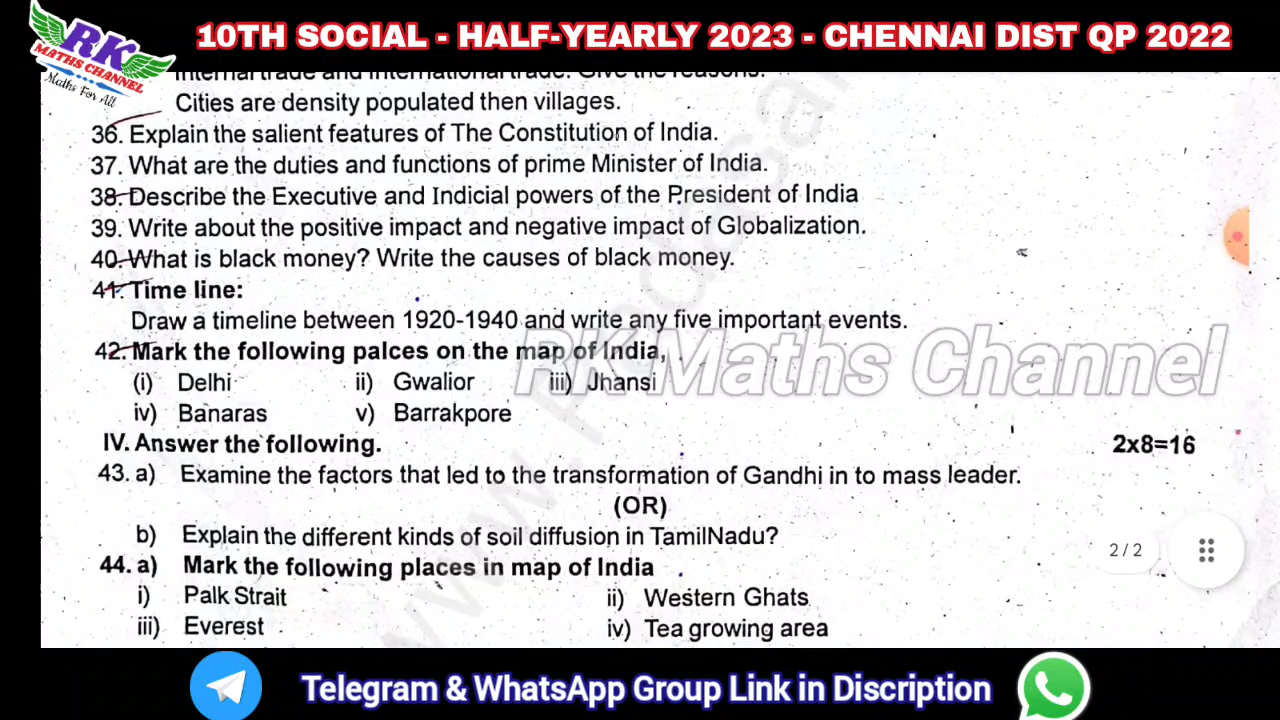 10TH SOCIAL - HALF-YEARLY 2023 - CHENNAI DIST QP 2022
RK
MATHS CHANNEL
Maths For All
Internal trade and International trade. Give the reasons.
Cities are density populated then villages.
36. Explain the salient features of The Constitution of India.
37. What are the duties and functions of prime Minister of India.
38. Describe the Executive and Indicial powers of the President of India
39. Write about the positive impact and negative impact of Globalization.
40. What is black money? Write the causes of black money.
41. Time line:
Draw a timeline between 1920-1940 and write any five important events.
42. Mark the following palces on the map of India,
(i) Delhi ii) Gwalior iii) Jhansi
iv) Banaras v) Barrakpore
RK Maths Channel
IV. Answer the following. 2x8=16
43. a) Examine the factors that led to the transformation of Gandhi in to mass leader.
(OR)
b) Explain the different kinds of soil diffusion in TamilNadu?
2 / 2
44. a) Mark the following places in map of India
i) Palk Strait ii) Western Ghats
iii) Everest iv) Tea growing area
Telegram & WhatsApp Group Link in Discription